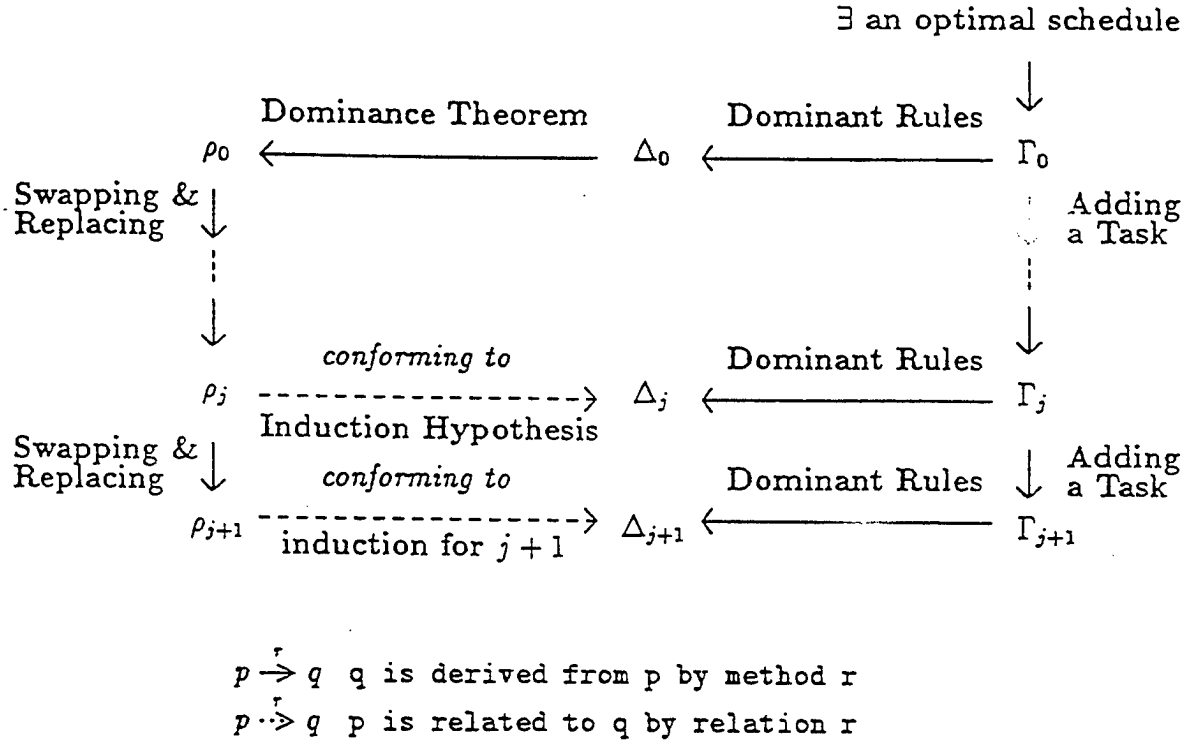 ∃ an optimal schedule
Dominance Theorem Dominant Rules
ρ₀ Δ₀ Γ₀
Swapping & Replacing
Adding a Task
conforming to Dominant Rules
ρⱼ Δⱼ Γⱼ
Induction Hypothesis
Swapping & Replacing
Adding a Task
conforming to Dominant Rules
ρⱼ₊₁ Δⱼ₊₁ Γⱼ₊₁
induction for j + 1
r
p → q q is derived from p by method r
r
p ··> q p is related to q by relation r